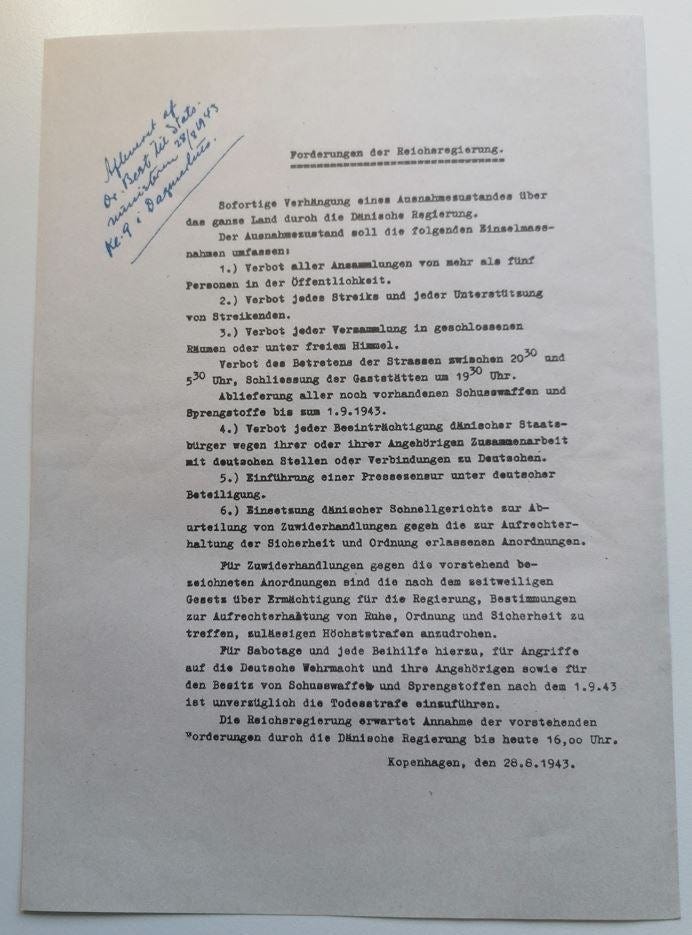 Afleveret af
Dr. Best til Stats-
ministeren 28/8 1943
Kl. 9 i Dagmarhus.
Forderungen der Reichsregierung.
Sofortige Verhängung eines Ausnahmezustandes über
das ganze Land durch die Dänische Regierung.
Der Ausnahmezustand soll die folgenden Einzelmass-
nahmen umfassen:
1.) Verbot aller Ansammlungen von mehr als fünf
Personen in der Öffentlichkeit.
2.) Verbot jedes Streiks und jeder Unterstützung
von Streikenden.
3.) Verbot jeder Versammlung in geschlossenen
Räumen oder unter freiem Himmel.
Verbot des Betretens der Strassen zwischen 20³⁰ und
5³⁰ Uhr, Schliessung der Gaststätten um 19³⁰ Uhr.
Ablieferung aller noch vorhandenen Schusswaffen und
Sprengstoffe bis zum 1.9.1943.
4.) Verbot jeder Beeinträchtigung dänischer Staats-
bürger wegen ihrer oder ihrer Angehörigen Zusammenarbeit
mit deutschen Stellen oder Verbindungen zu Deutschen.
5.) Einführung einer Pressezensur unter deutscher
Beteiligung.
6.) Einsetzung dänischer Schnellgerichte zur Ab-
urteilung von Zuwiderhandlungen gegen die zur Aufrechter-
haltung der Sicherheit und Ordnung erlassenen Anordnungen.
Für Zuwiderhandlungen gegen die vorstehend be-
zeichneten Anordnungen sind die nach dem zeitweiligen
Gesetz über Ermächtigung für die Regierung, Bestimmungen
zur Aufrechterhaltung von Ruhe, Ordnung und Sicherheit zu
treffen, zulässigen Höchststrafen anzudrohen.
Für Sabotage und jede Beihilfe hierzu, für Angriffe
auf die Deutsche Wehrmacht und ihre Angehörigen sowie für
den Besitz von Schusswaffen und Sprengstoffen nach dem 1.9.43
ist unverzüglich die Todesstrafe einzuführen.
Die Reichsregierung erwartet Annahme der vorstehenden
Forderungen durch die Dänische Regierung bis heute 16,oo Uhr.
Kopenhagen, den 28.8.1943.